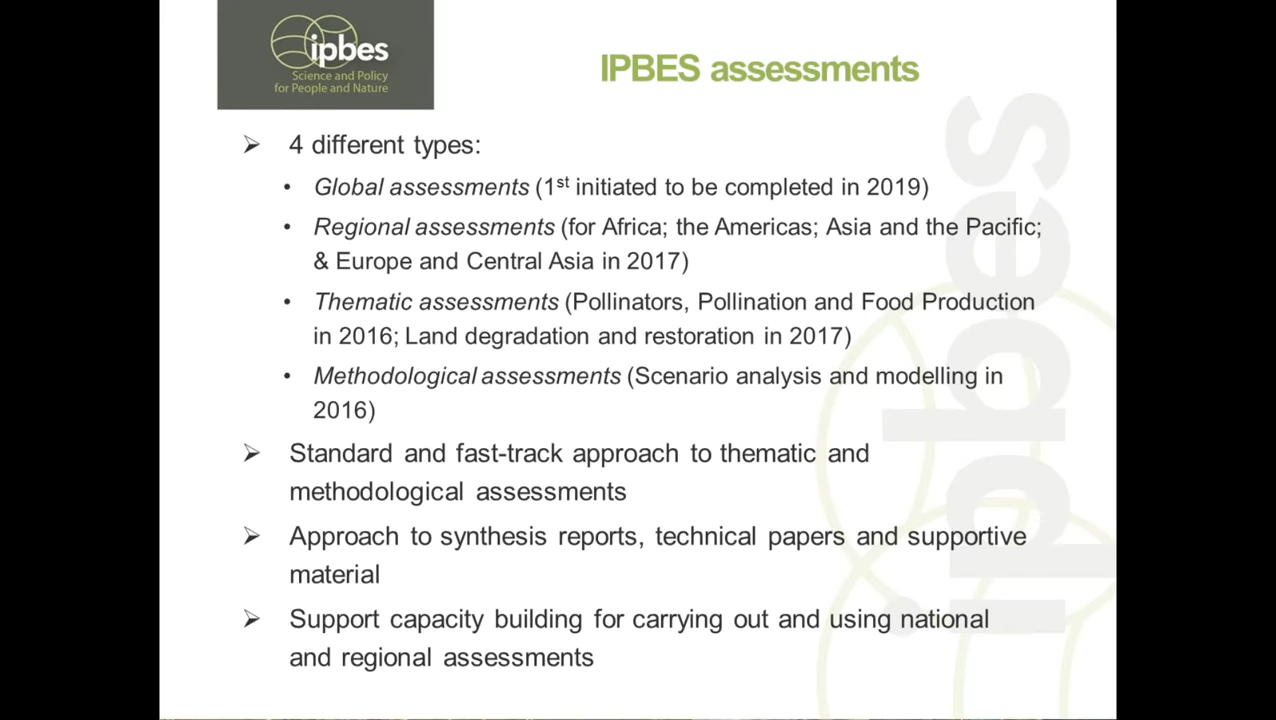 ipbes
Science and Policy
for People and Nature
IPBES assessments
➢ 4 different types:
• Global assessments (1st initiated to be completed in 2019)
• Regional assessments (for Africa; the Americas; Asia and the Pacific;
& Europe and Central Asia in 2017)
• Thematic assessments (Pollinators, Pollination and Food Production
in 2016; Land degradation and restoration in 2017)
• Methodological assessments (Scenario analysis and modelling in
2016)
➢ Standard and fast-track approach to thematic and
methodological assessments
➢ Approach to synthesis reports, technical papers and supportive
material
➢ Support capacity building for carrying out and using national
and regional assessments
ipbes